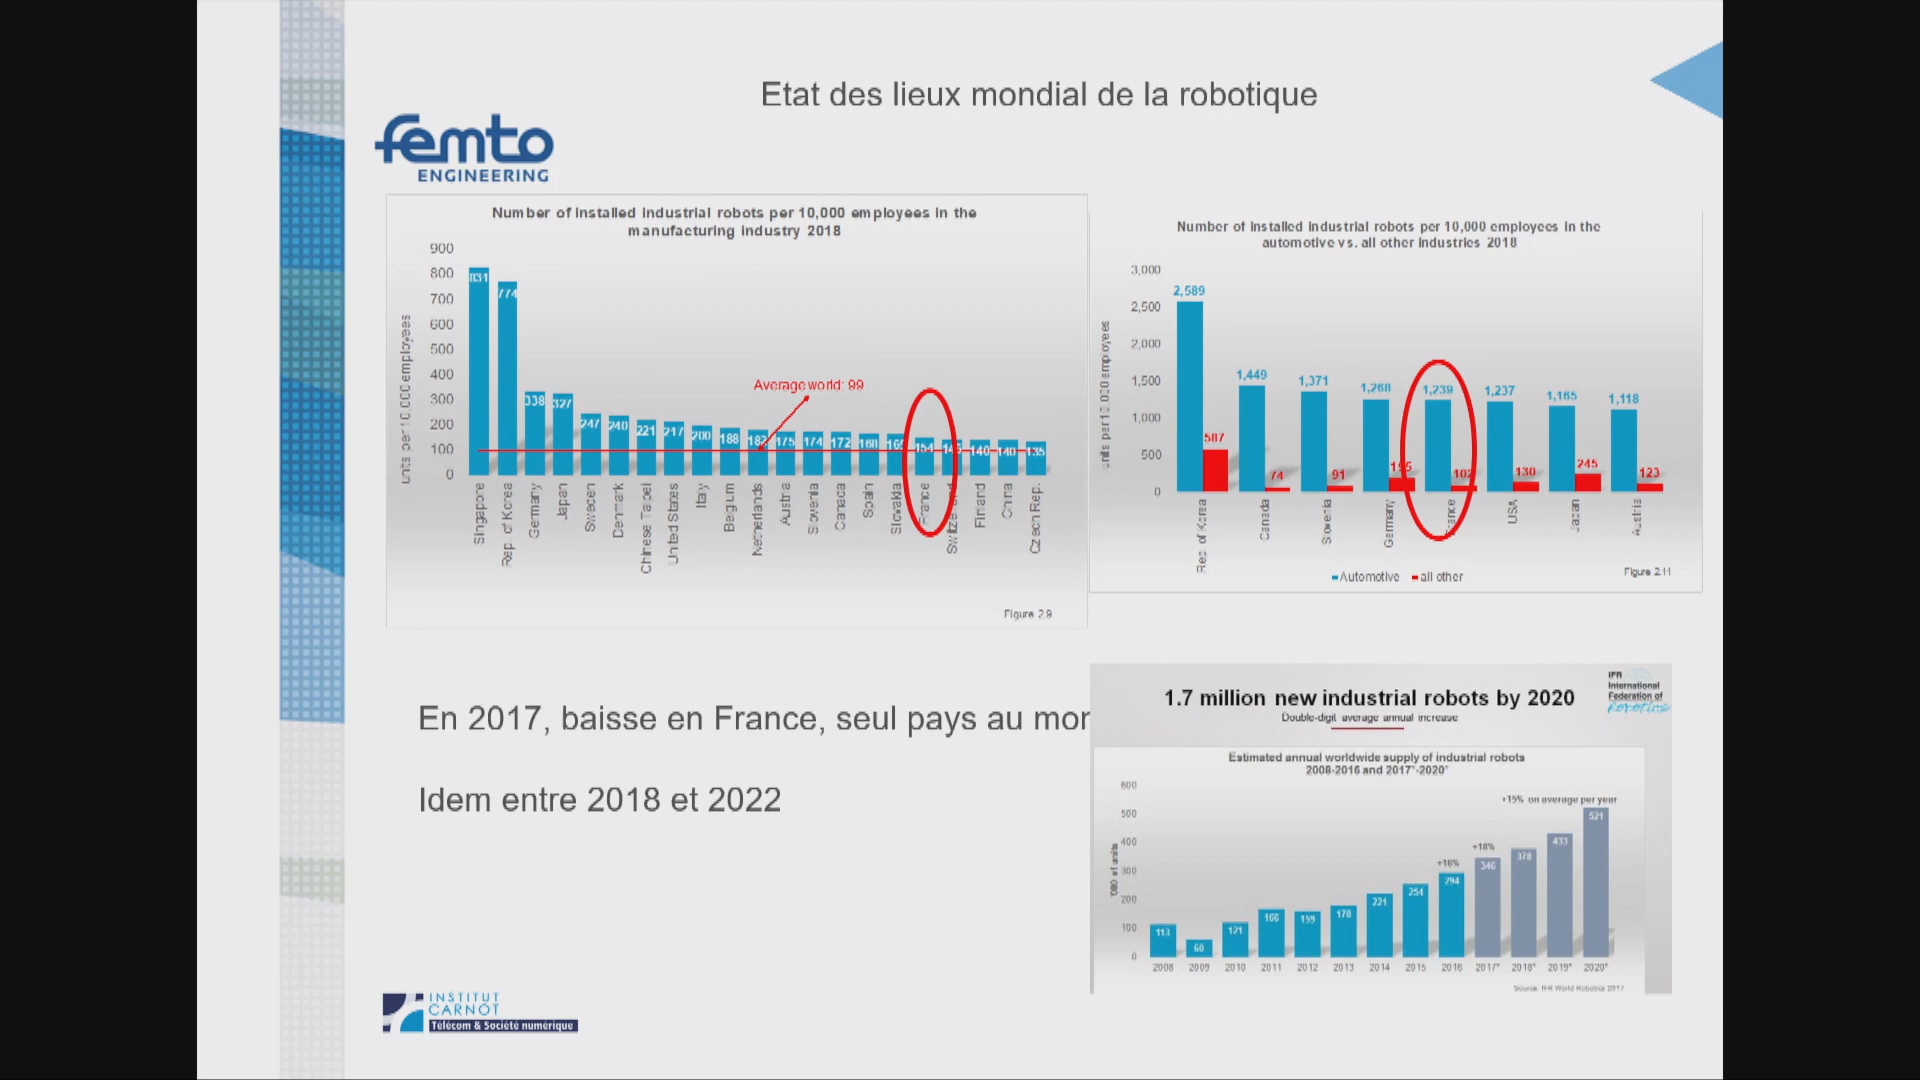 Etat des lieux mondial de la robotique
femto
ENGINEERING
Number of installed industrial robots per 10,000 employees in the
manufacturing industry 2018
units per 10,000 employees
900
800
700
600
500
400
300
200
100
0
831
774
338
327
247
240
221
217
200
188
182
175
174
172
168
165
154
146
140
140
135
Average world: 99
Singapore
Rep. of Korea
Germany
Japan
Sweden
Denmark
Chinese Taipei
United States
Italy
Belgium
Netherlands
Austria
Slovenia
Canada
Spain
Slovakia
France
Switzerland
Finland
China
Czech Rep.
Figure 2.9
Number of installed industrial robots per 10,000 employees in the
automotive vs. all other industries 2018
units per 10,000 employees
3,000
2,500
2,000
1,500
1,000
500
0
2,589
587
1,449
74
1,371
91
1,268
1,239
102
1,237
130
1,165
245
1,118
123
Rep. of Korea
Canada
Slovenia
Germany
France
USA
Japan
Austria
Automotive all other
Figure 2.11
En 2017, baisse en France, seul pays au mor
Idem entre 2018 et 2022
1.7 million new industrial robots by 2020
Double-digit average annual increase
IFR
International
Federation of
Robotics
Estimated annual worldwide supply of industrial robots
2008-2016 and 2017*-2020*
'000 of units
600
500
400
300
200
100
0
+15% on average per year
+16%
+18%
113
60
121
166
159
178
221
254
294
346
378
433
521
2008 2009 2010 2011 2012 2013 2014 2015 2016 2017* 2018* 2019* 2020*
Source: IFR World Robotics 2017
INSTITUT
CARNOT
Télécom & Société numérique